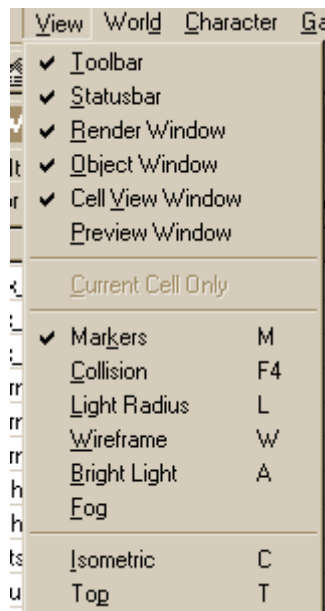 View World Character Ga
Toolbar
Statusbar
Render Window
Object Window
Cell View Window
Preview Window
Current Cell Only
Markers M
Collision F4
Light Radius L
Wireframe W
Bright Light A
Fog
Isometric C
Top T